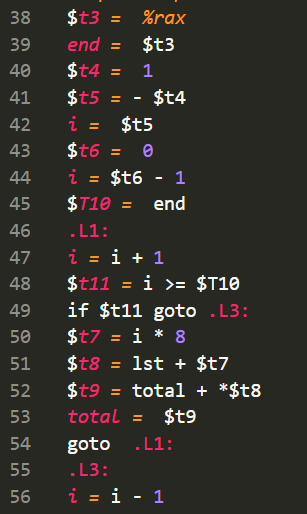 38 $t3 = %rax
39 end = $t3
40 $t4 = 1
41 $t5 = - $t4
42 i = $t5
43 $t6 = 0
44 i = $t6 - 1
45 $T10 = end
46 .L1:
47 i = i + 1
48 $t11 = i >= $T10
49 if $t11 goto .L3:
50 $t7 = i * 8
51 $t8 = lst + $t7
52 $t9 = total + *$t8
53 total = $t9
54 goto .L1:
55 .L3:
56 i = i - 1